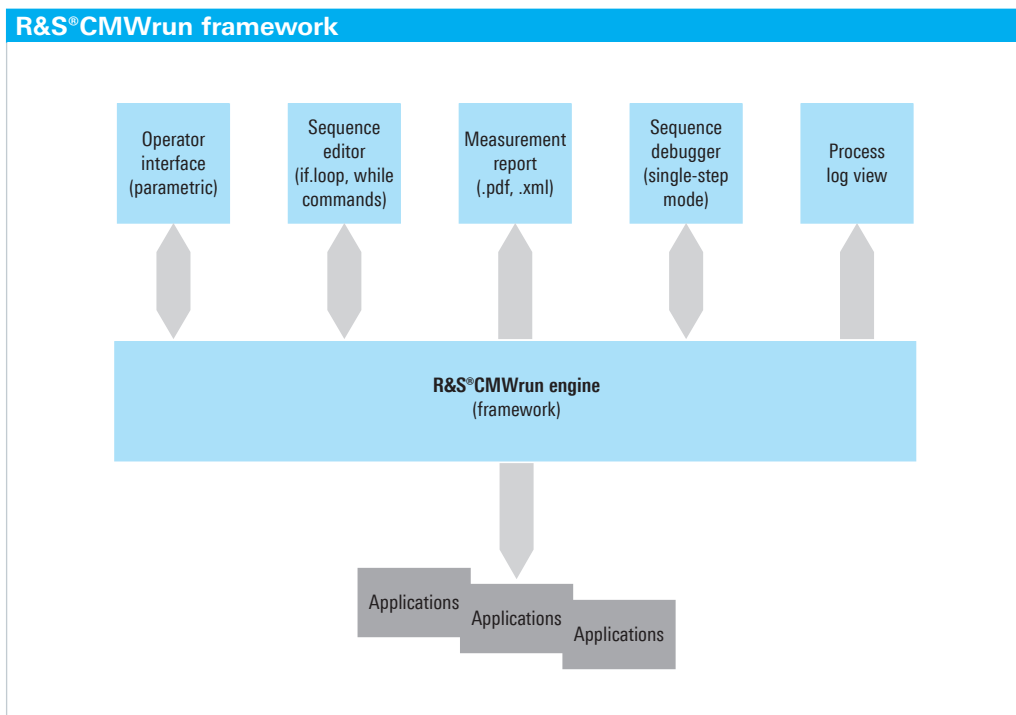 R&S®CMWrun framework
Operator
interface
(parametric)
Sequence
editor
(if.loop, while
commands)
Measurement
report
(.pdf, .xml)
Sequence
debugger
(single-step
mode)
Process
log view
R&S®CMWrun engine
(framework)
Applications
Applications
Applications